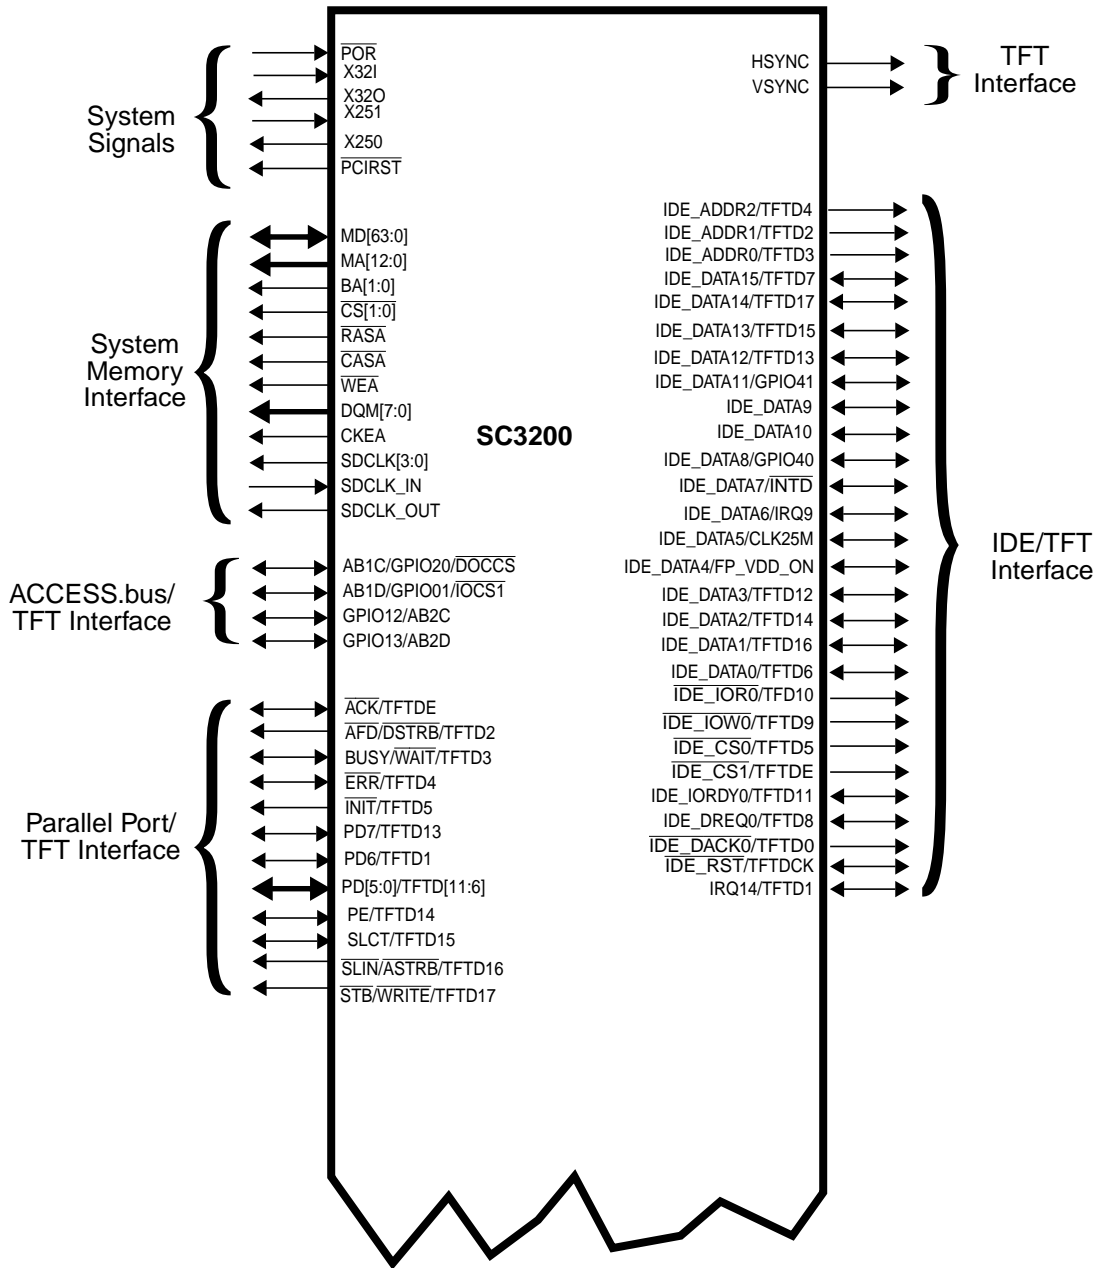 System
Signals
POR
X32I
X32O
X251
X250
PCIRST
System
Memory
Interface
MD[63:0]
MA[12:0]
BA[1:0]
CS[1:0]
RASA
CASA
WEA
DQM[7:0]
CKEA
SDCLK[3:0]
SDCLK_IN
SDCLK_OUT
ACCESS.bus/
TFT Interface
AB1C/GPIO20/DOCCS
AB1D/GPIO01/IOCS1
GPIO12/AB2C
GPIO13/AB2D
Parallel Port/
TFT Interface
ACK/TFTDE
AFD/DSTRB/TFTD2
BUSY/WAIT/TFTD3
ERR/TFTD4
INIT/TFTD5
PD7/TFTD13
PD6/TFTD1
PD[5:0]/TFTD[11:6]
PE/TFTD14
SLCT/TFTD15
SLIN/ASTRB/TFTD16
STB/WRITE/TFTD17
SC3200
HSYNC
VSYNC
TFT
Interface
IDE_ADDR2/TFTD4
IDE_ADDR1/TFTD2
IDE_ADDR0/TFTD3
IDE_DATA15/TFTD7
IDE_DATA14/TFTD17
IDE_DATA13/TFTD15
IDE_DATA12/TFTD13
IDE_DATA11/GPIO41
IDE_DATA9
IDE_DATA10
IDE_DATA8/GPIO40
IDE_DATA7/INTD
IDE_DATA6/IRQ9
IDE_DATA5/CLK25M
IDE_DATA4/FP_VDD_ON
IDE_DATA3/TFTD12
IDE_DATA2/TFTD14
IDE_DATA1/TFTD16
IDE_DATA0/TFTD6
IDE_IOR0/TFD10
IDE_IOW0/TFTD9
IDE_CS0/TFTD5
IDE_CS1/TFTDE
IDE_IORDY0/TFTD11
IDE_DREQ0/TFTD8
IDE_DACK0/TFTD0
IDE_RST/TFTDCK
IRQ14/TFTD1
IDE/TFT
Interface